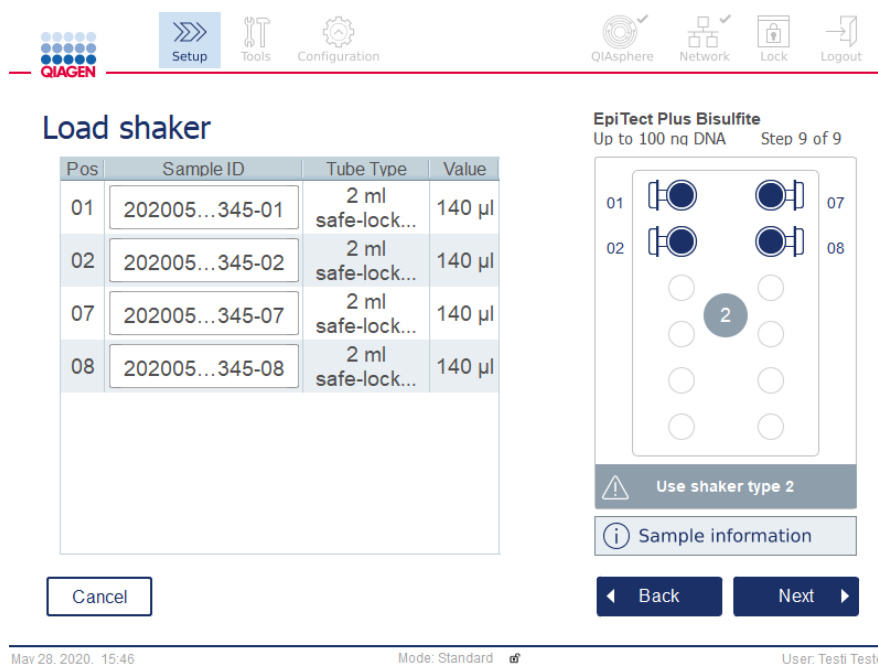 QIAGEN
Setup
Tools
Configuration
QIAsphere
Network
Lock
Logout
Load shaker
EpiTect Plus Bisulfite
Up to 100 ng DNA Step 9 of 9
Pos Sample ID Tube Type Value
01 202005...345-01 2 ml safe-lock... 140 µl
02 202005...345-02 2 ml safe-lock... 140 µl
07 202005...345-07 2 ml safe-lock... 140 µl
08 202005...345-08 2 ml safe-lock... 140 µl
01
07
02
08
2
Use shaker type 2
Sample information
Cancel
Back
Next
May 28, 2020, 15:46
Mode: Standard
User: Testi Teste